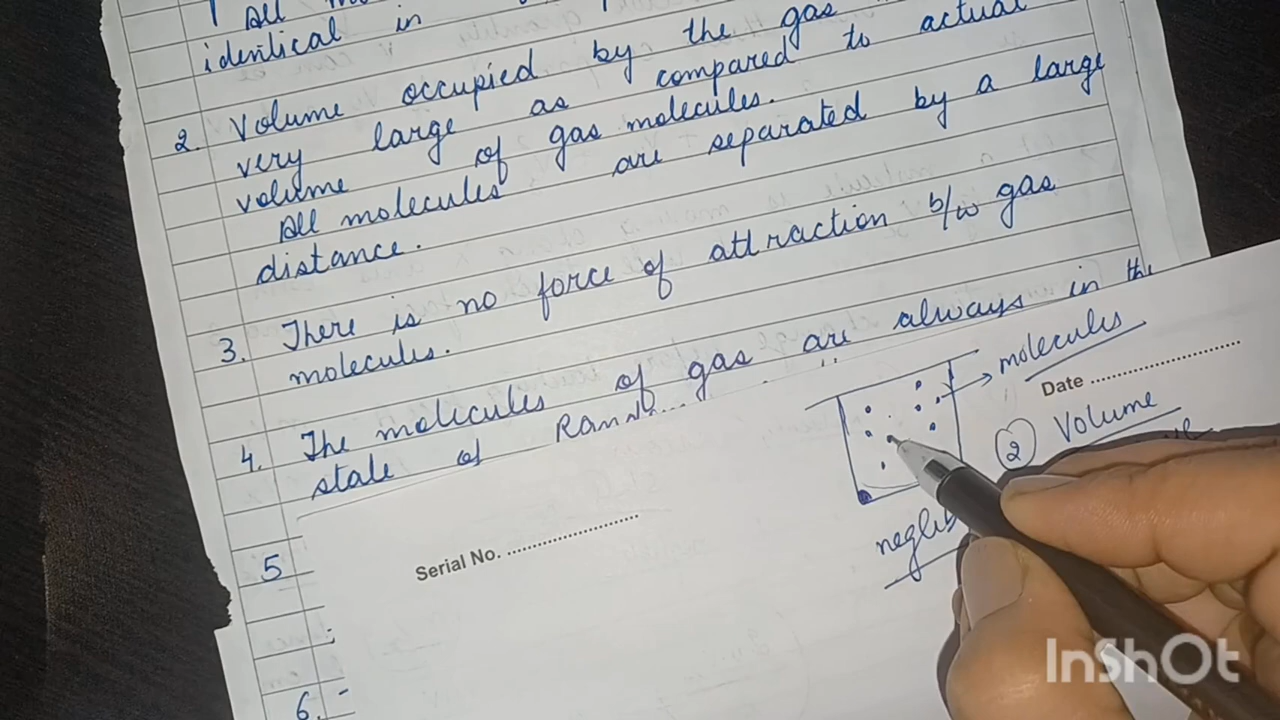 All
identical in
2. Volume occupied by the gas
very large as compared to actual
volume of gas molecules.
All molecules are separated by a large
distance.
3. There is no force of attraction b/w gas
molecules.
4. The molecules of gas are always in the
state of
5
6.
molecules
Date
2 Volume
Serial No.
InShOt